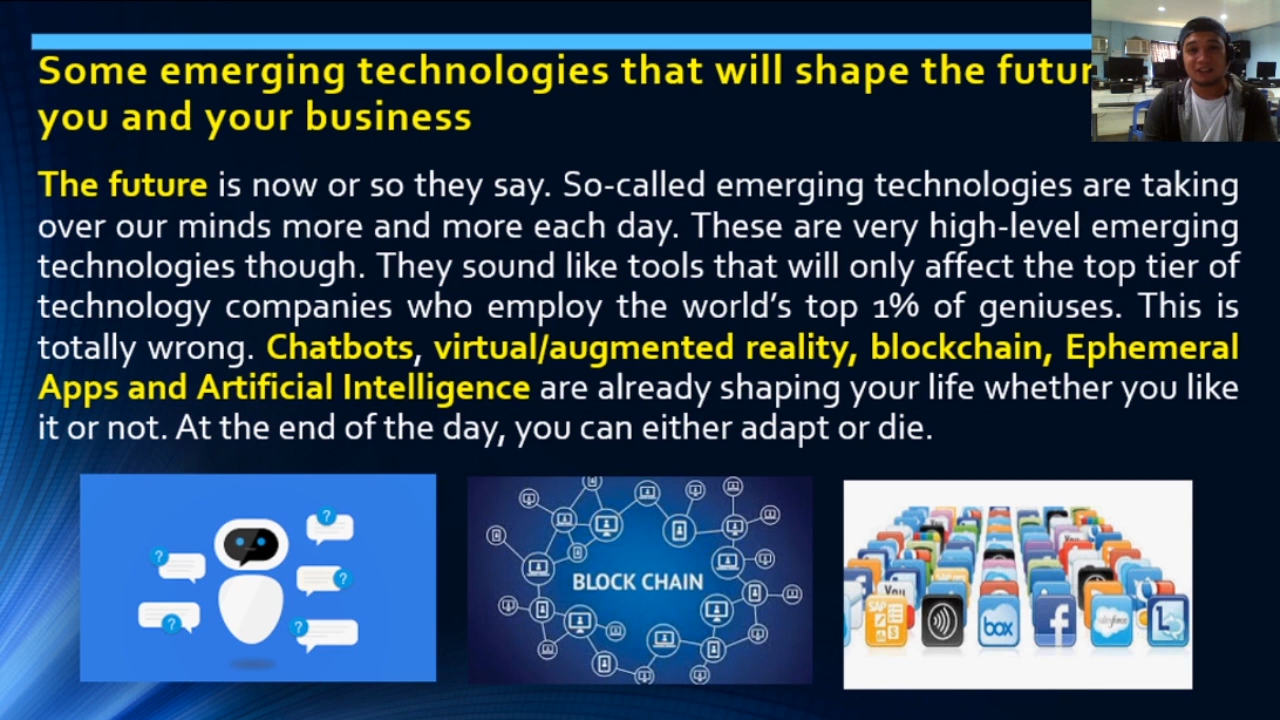 Some emerging technologies that will shape the futur
you and your business
The future is now or so they say. So-called emerging technologies are taking
over our minds more and more each day. These are very high-level emerging
technologies though. They sound like tools that will only affect the top tier of
technology companies who employ the world's top 1% of geniuses. This is
totally wrong. Chatbots, virtual/augmented reality, blockchain, Ephemeral
Apps and Artificial Intelligence are already shaping your life whether you like
it or not. At the end of the day, you can either adapt or die.
?
?
?
?
?
BLOCK CHAIN
You
You
SAP
box
f
salesforce
L